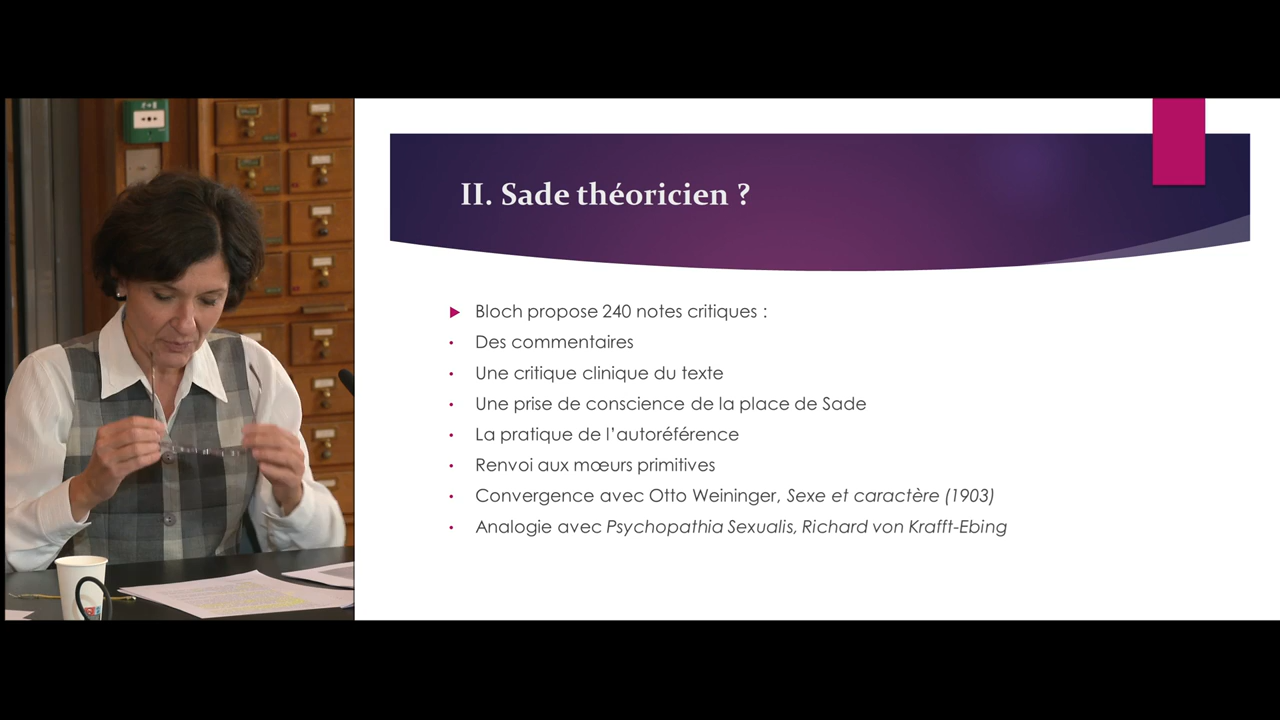 II. Sade théoricien ?
Bloch propose 240 notes critiques :
Des commentaires
Une critique clinique du texte
Une prise de conscience de la place de Sade
La pratique de l’autoréférence
Renvoi aux mœurs primitives
Convergence avec Otto Weininger, Sexe et caractère (1903)
Analogie avec Psychopathia Sexualis, Richard von Krafft-Ebing